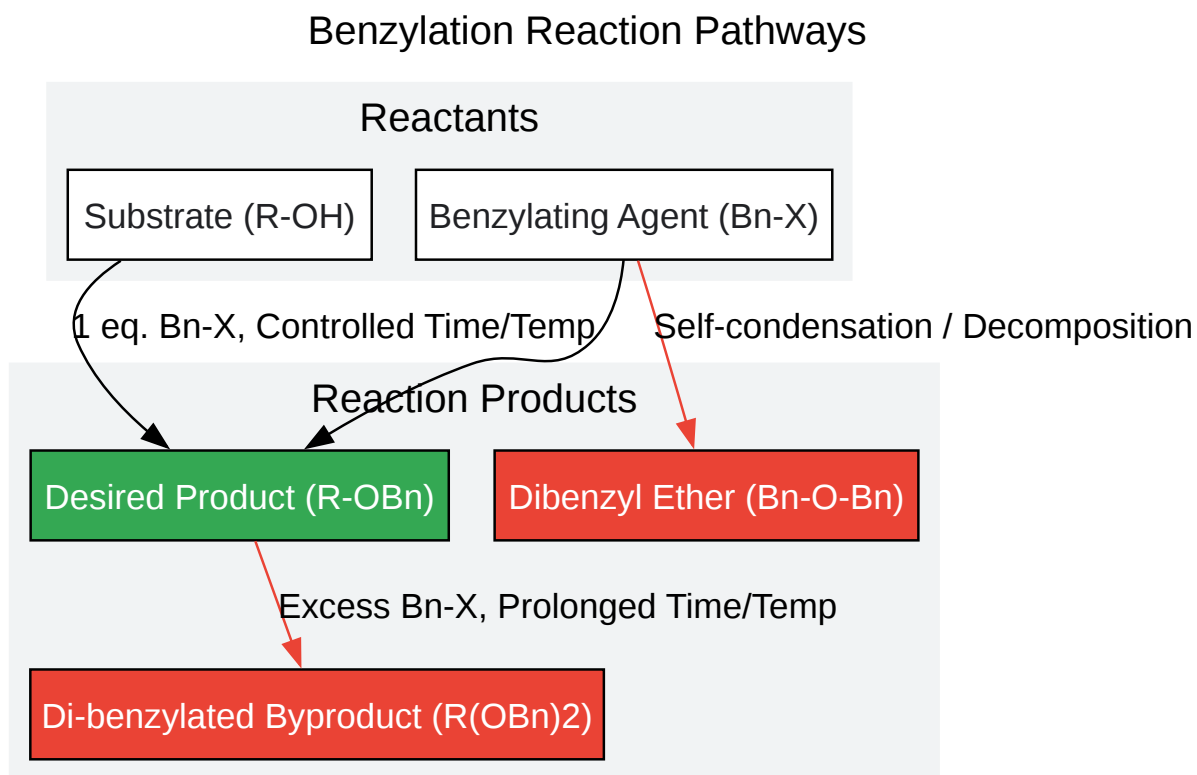 Benzylation Reaction Pathways
Reactants
Substrate (R-OH)
Benzylating Agent (Bn-X)
1 eq. Bn-X, Controlled Time/Temp
Self-condensation / Decomposition
Reaction Products
Desired Product (R-OBn)
Dibenzyl Ether (Bn-O-Bn)
Excess Bn-X, Prolonged Time/Temp
Di-benzylated Byproduct (R(OBn)2)